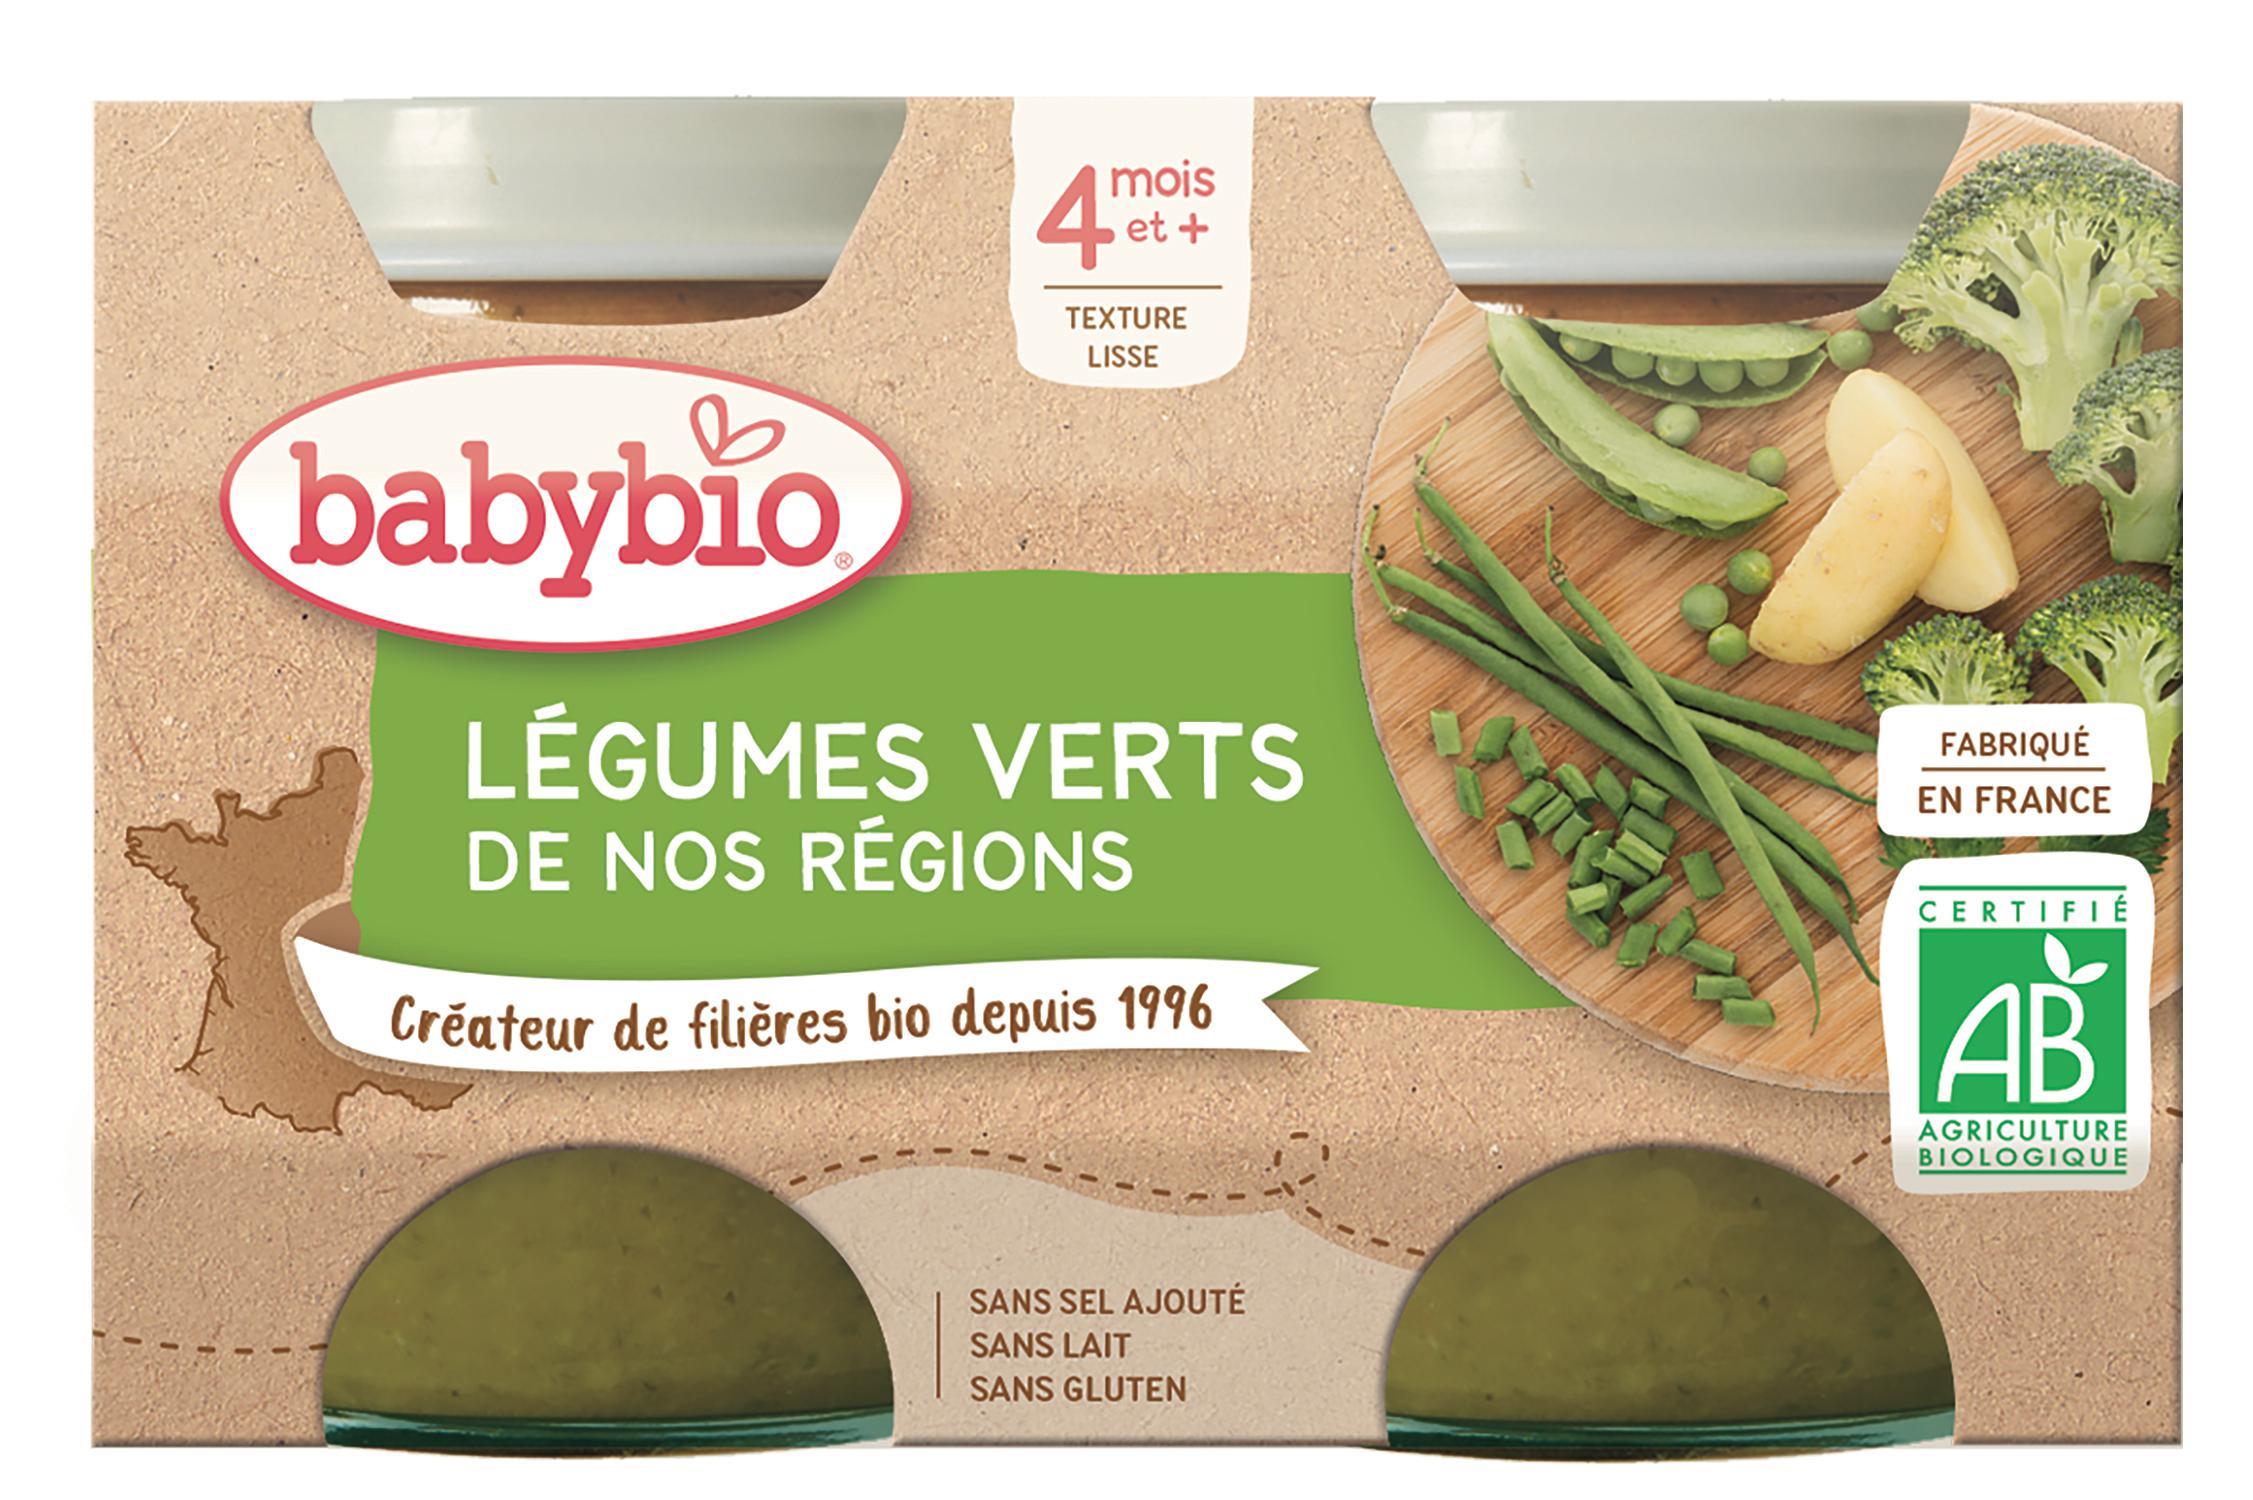 4 mois
et +
TEXTURE
LISSE
babybio®
LÉGUMES VERTS
DE NOS RÉGIONS
Créateur de filières bio depuis 1996
FABRIQUÉ
EN FRANCE
CERTIFIÉ
AB
AGRICULTURE
BIOLOGIQUE
SANS SEL AJOUTÉ
SANS LAIT
SANS GLUTEN